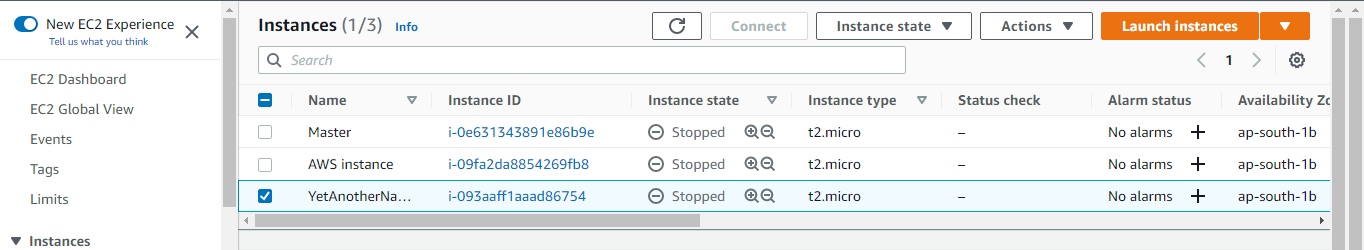 New EC2 Experience
Tell us what you think
EC2 Dashboard
EC2 Global View
Events
Tags
Limits
Instances
Instances (1/3) Info
Connect
Instance state
Actions
Launch instances
Search
1
Name Instance ID Instance state Instance type Status check Alarm status Availability Zo
Master i-0e631343891e86b9e Stopped t2.micro – No alarms ap-south-1b
AWS instance i-09fa2da8854269fb8 Stopped t2.micro – No alarms ap-south-1b
YetAnotherNa... i-093aaff1aaad86754 Stopped t2.micro – No alarms ap-south-1b